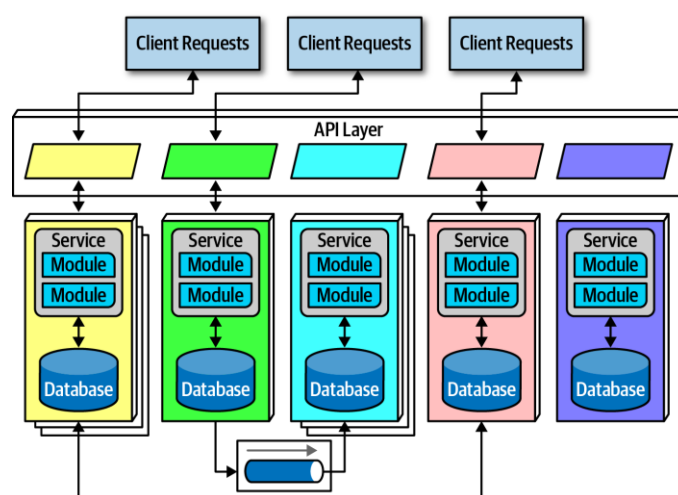 Client Requests
Client Requests
Client Requests
API Layer
Service
Module
Module
Database
Service
Module
Module
Database
Service
Module
Module
Database
Service
Module
Module
Database
Service
Module
Module
Database